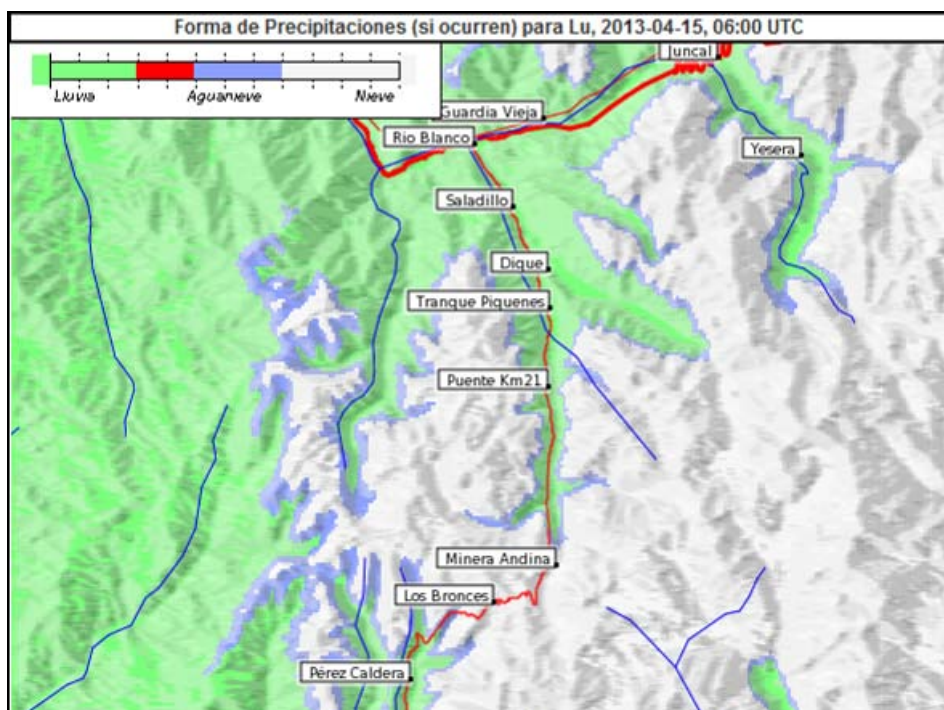 Forma de Precipitaciones (si ocurren) para Lu, 2013-04-15, 06:00 UTC
Lluvia Aguanieve Nieve
Juncal
Guardia Vieja
Rio Blanco
Yesera
Saladillo
Dique
Tranque Piquenes
Puente Km21
Minera Andina
Los Bronces
Pérez Caldera